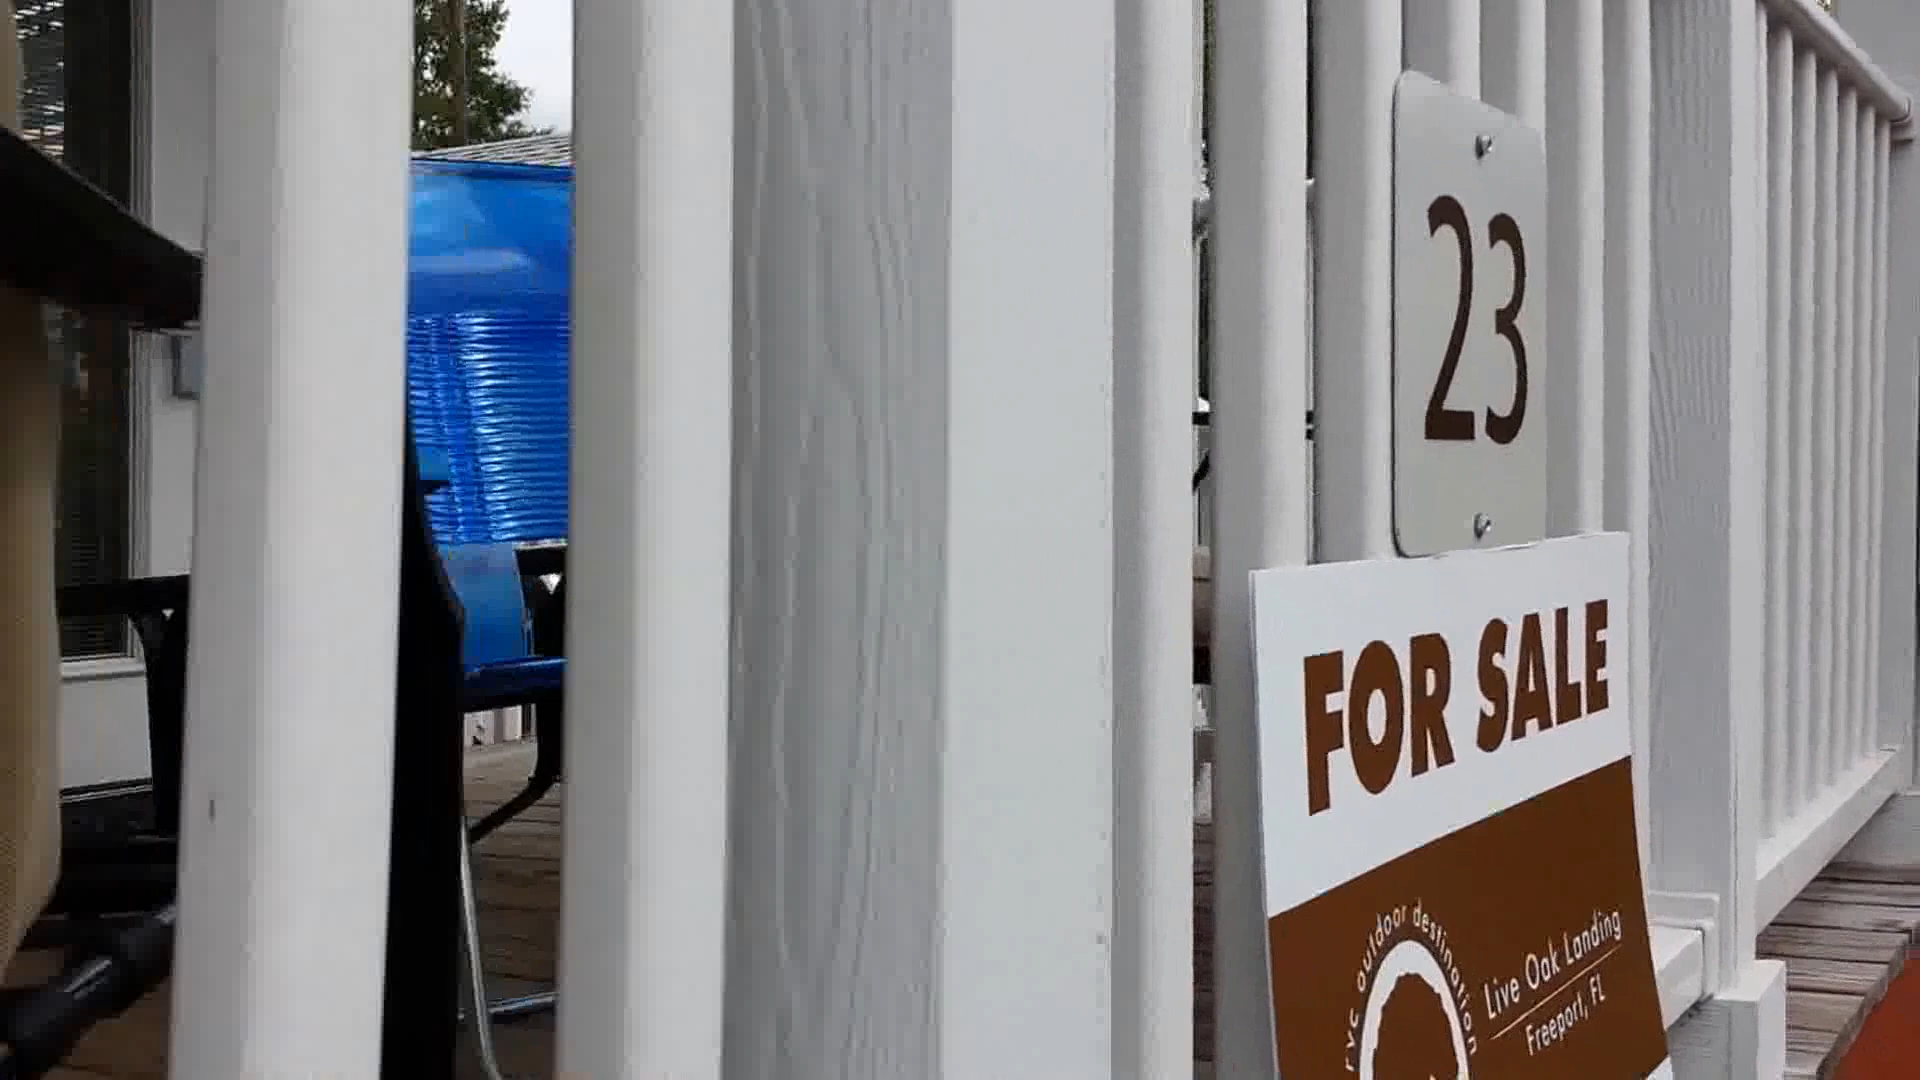 23
FOR SALE
rvc outdoor destination
Live Oak Landing
Freeport, FL